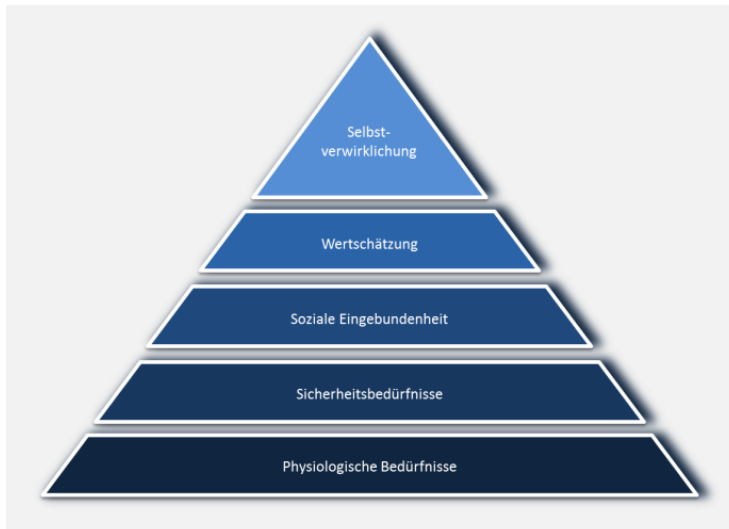 Selbst-
verwirklichung
Wertschätzung
Soziale Eingebundenheit
Sicherheitsbedürfnisse
Physiologische Bedürfnisse